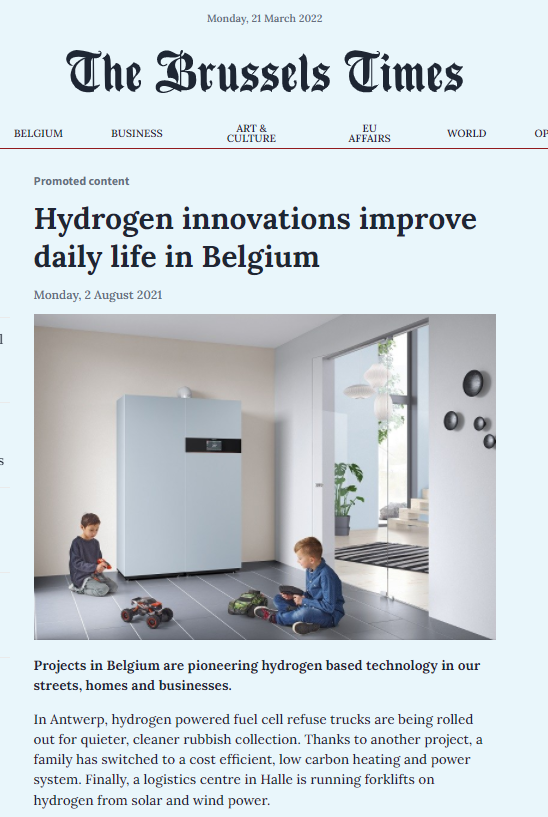 Monday, 21 March 2022
The Brussels Times
BELGIUM
BUSINESS
ART &
CULTURE
EU
AFFAIRS
WORLD
OP
Promoted content
Hydrogen innovations improve
daily life in Belgium
Monday, 2 August 2021
l
s
Projects in Belgium are pioneering hydrogen based technology in our
streets, homes and businesses.
In Antwerp, hydrogen powered fuel cell refuse trucks are being rolled
out for quieter, cleaner rubbish collection. Thanks to another project, a
family has switched to a cost efficient, low carbon heating and power
system. Finally, a logistics centre in Halle is running forklifts on
hydrogen from solar and wind power.